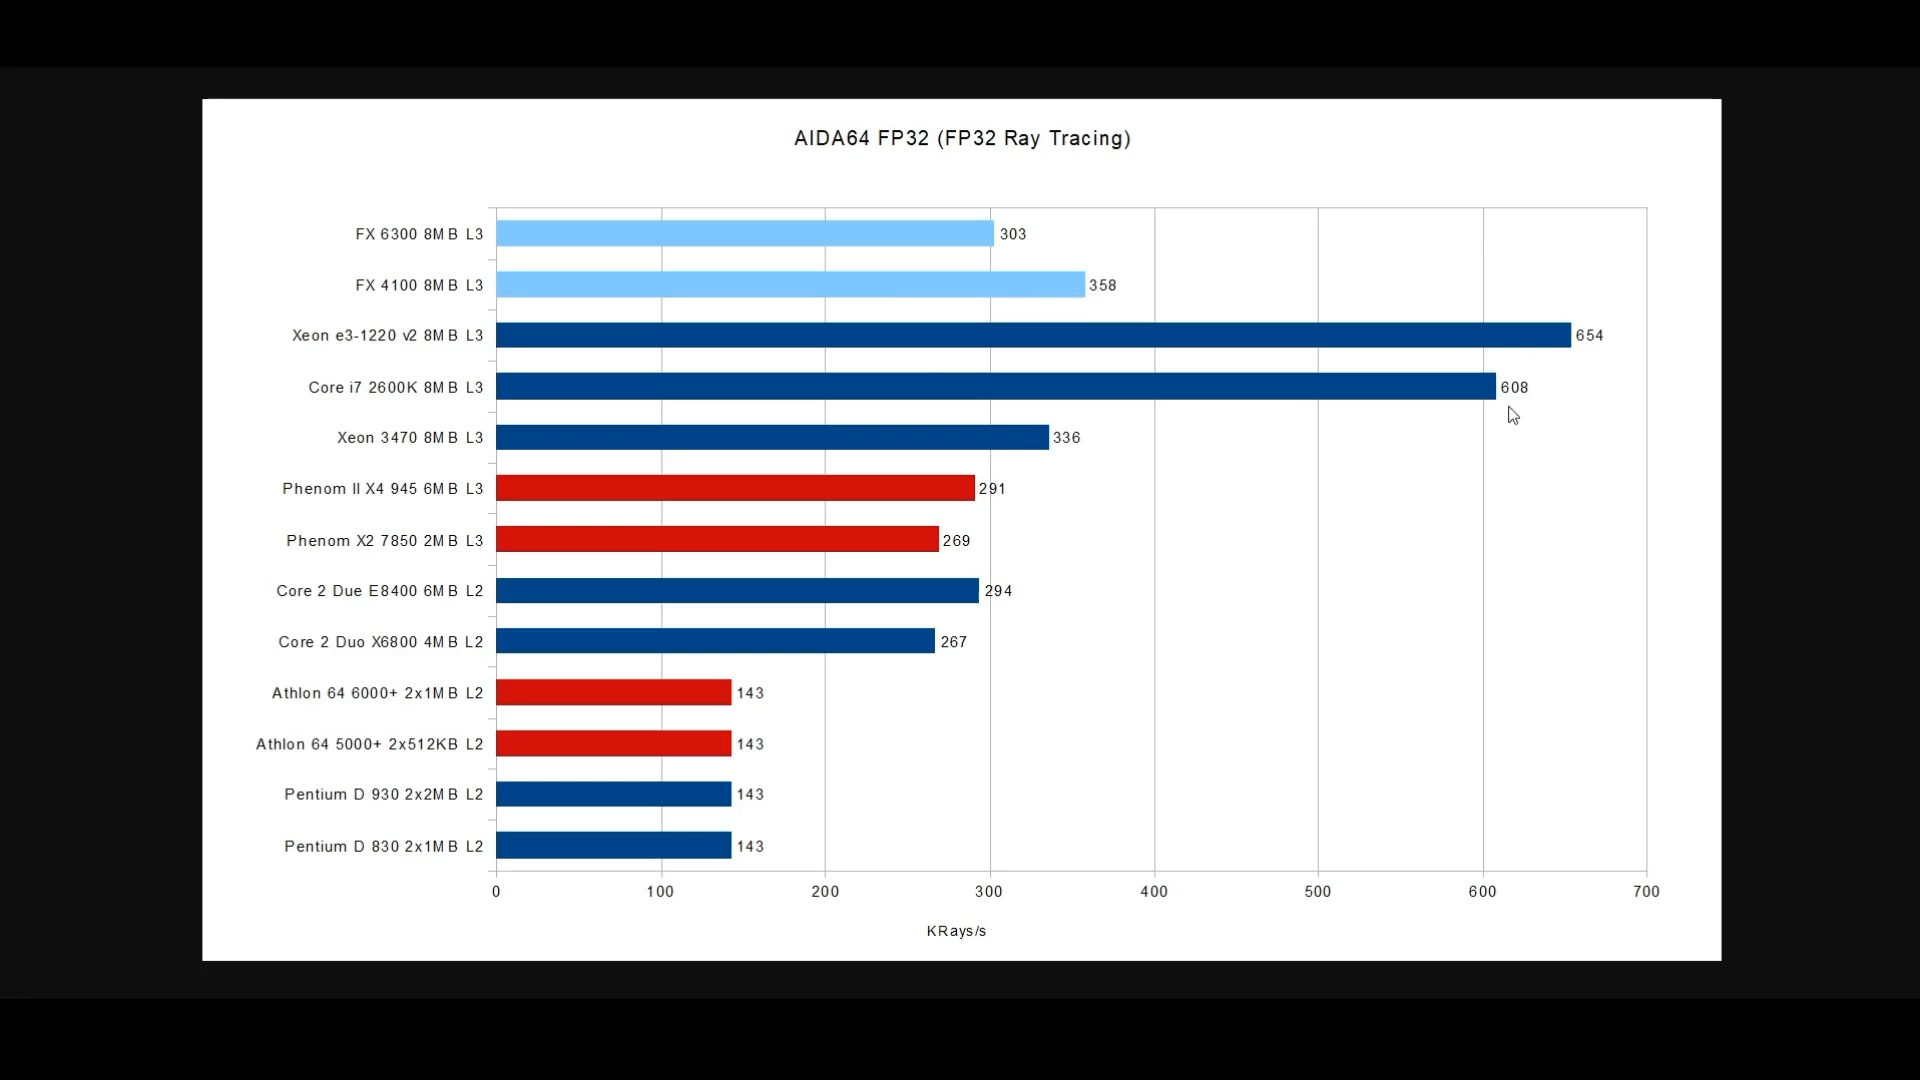 AIDA64 FP32 (FP32 Ray Tracing)
FX 6300 8MB L3 303
FX 4100 8MB L3 358
Xeon e3-1220 v2 8MB L3 654
Core i7 2600K 8MB L3 608
Xeon 3470 8MB L3 336
Phenom II X4 945 6MB L3 291
Phenom X2 7850 2MB L3 269
Core 2 Due E8400 6MB L2 294
Core 2 Duo X6800 4MB L2 267
Athlon 64 6000+ 2x1MB L2 143
Athlon 64 5000+ 2x512KB L2 143
Pentium D 930 2x2MB L2 143
Pentium D 830 2x1MB L2 143
0 100 200 300 400 500 600 700
KRays/s